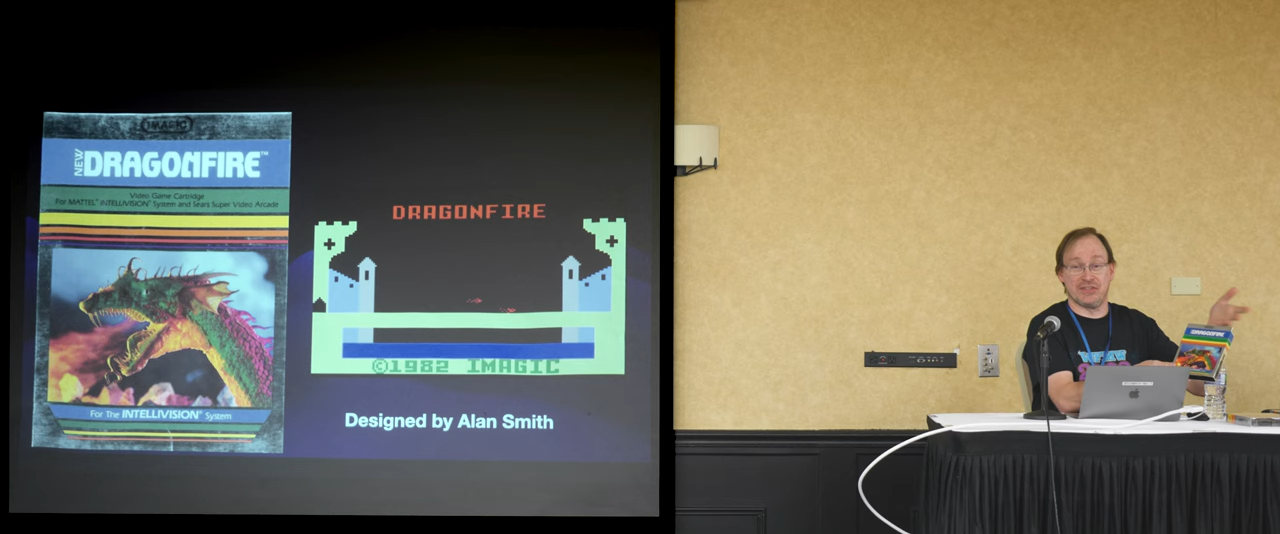 IMAGIC
NEW DRAGONFIRE™
Video Game Cartridge
For MATTEL® INTELLIVISION® System and Sears Super Video Arcade
For The INTELLIVISION® System
DRAGONFIRE
©1982 IMAGIC
Designed by Alan Smith
DRAGONFIRE